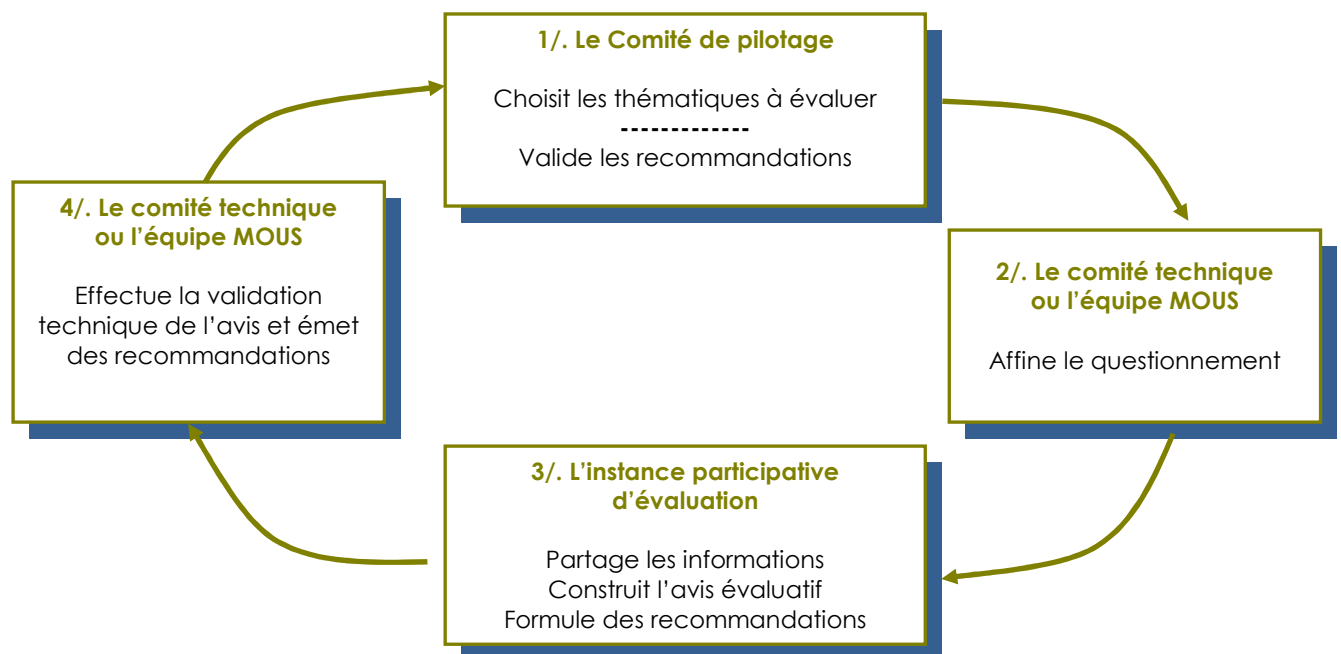 1/. Le Comité de pilotage
Choisit les thématiques à évaluer
-------------
Valide les recommandations
2/. Le comité technique
ou l’équipe MOUS
Affine le questionnement
3/. L’instance participative
d’évaluation
Partage les informations
Construit l’avis évaluatif
Formule des recommandations
4/. Le comité technique
ou l’équipe MOUS
Effectue la validation
technique de l’avis et émet
des recommandations